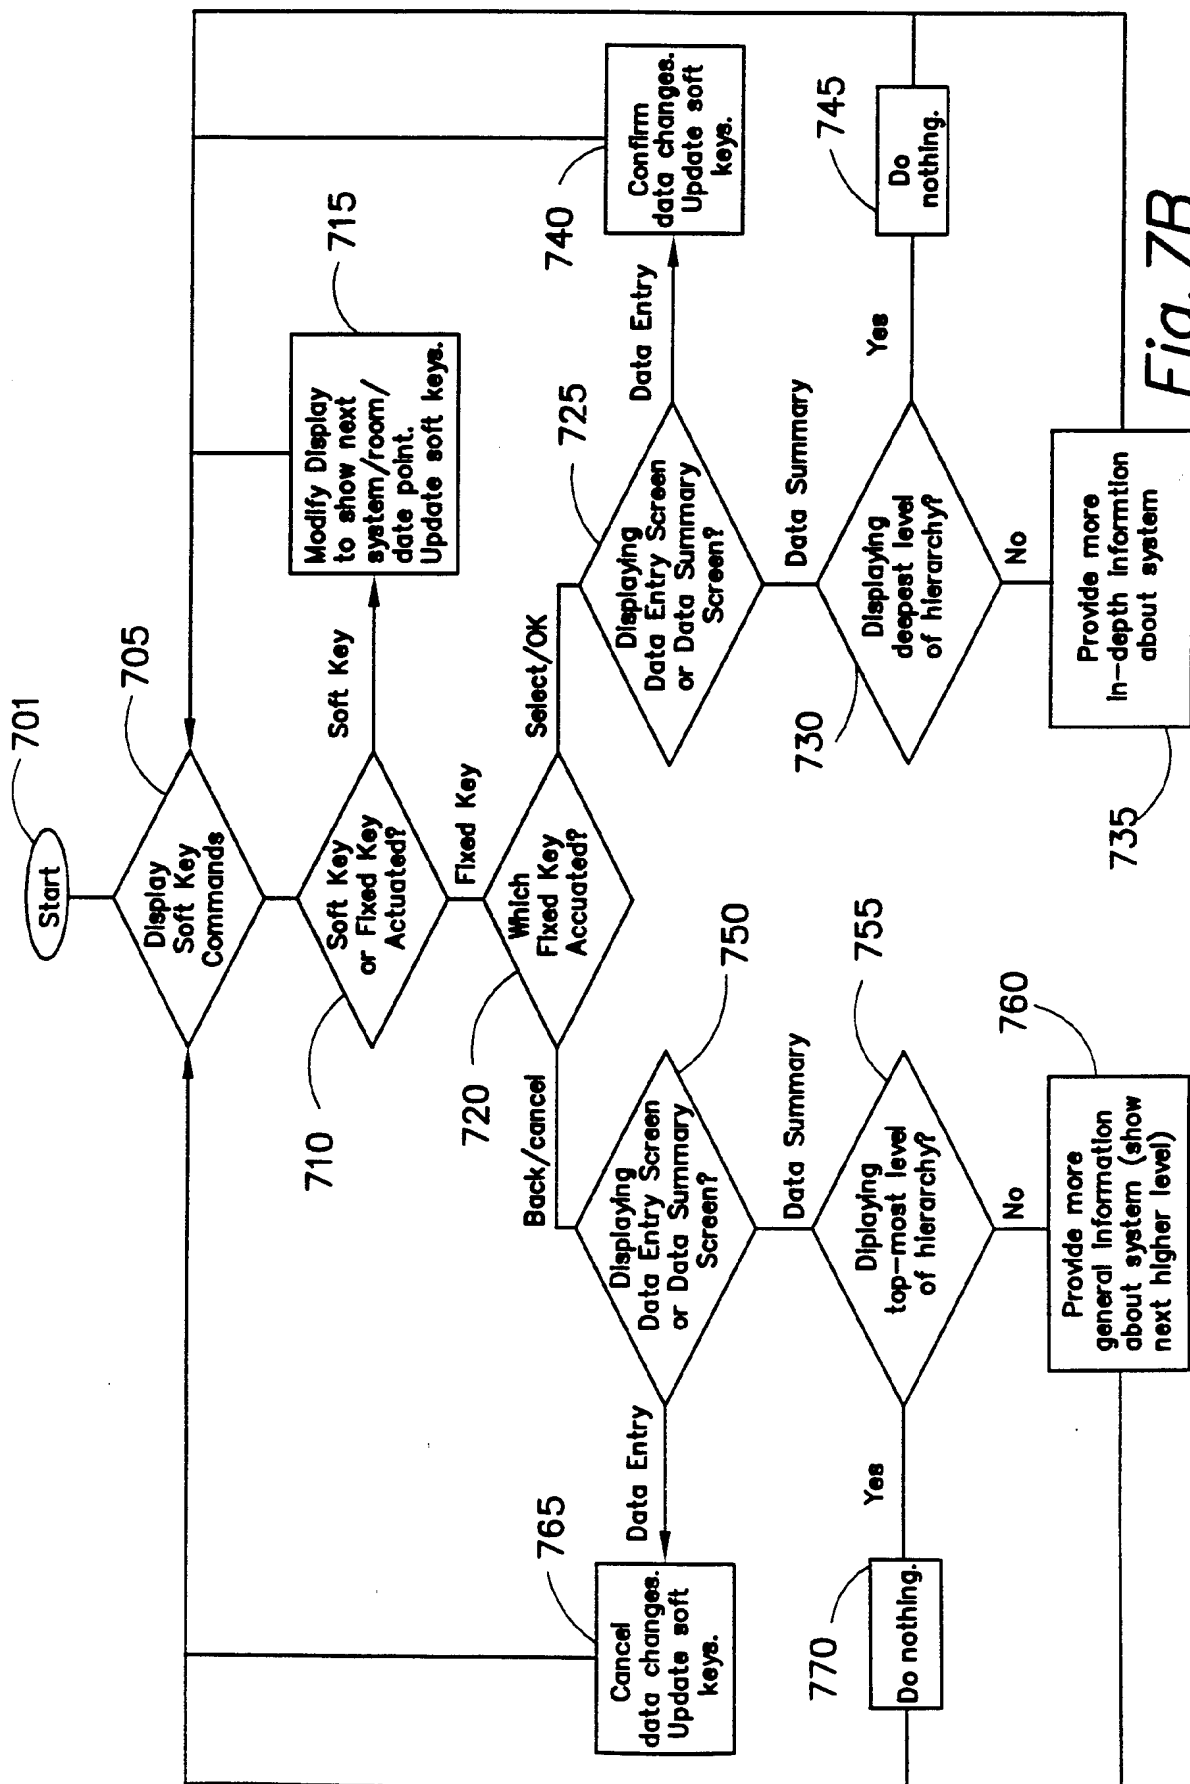 Start
701
Display
Soft Key
Commands
705
Soft Key
or Fixed Key
Actuated?
710
Soft Key
Modify Display
to show next
system/room/
date point.
Update soft keys.
715
Fixed Key
Which
Fixed Key
Accuated?
720
Back/cancel
Select/OK
Displaying
Data Entry Screen
or Data Summary
Screen?
750
Displaying
Data Entry Screen
or Data Summary
Screen?
725
Data Entry
Cancel
data changes.
Update soft
keys.
765
Data Entry
Confirm
data changes.
Update soft
keys.
740
Data Summary
Data Summary
Diplaying
top-most level
of hierarchy?
755
Displaying
deepest level
of hierarchy?
730
Yes
Do nothing.
770
Yes
Do
nothing.
745
No
No
Provide more
general information
about system (show
next higher level)
760
Provide more
in-depth informtion
about system
735
Fig. 7B